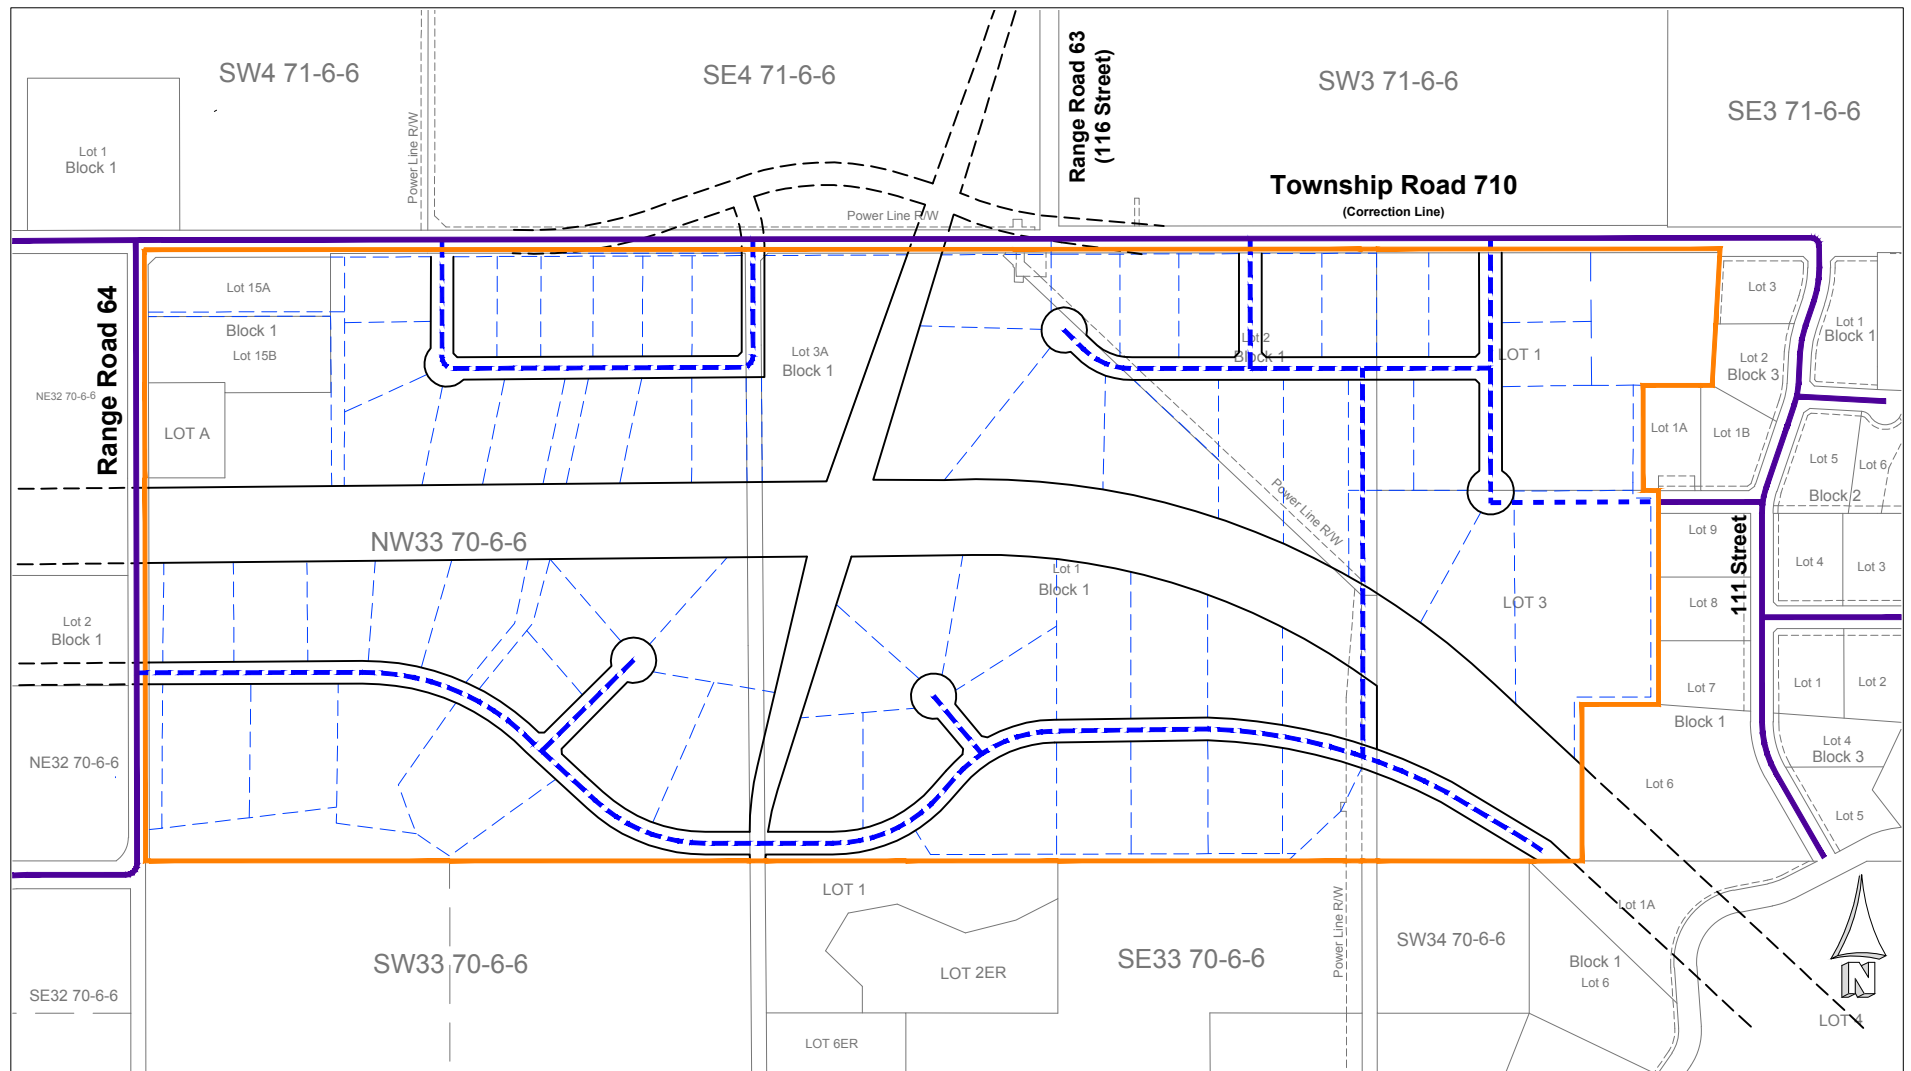 SW4 71-6-6
SE4 71-6-6
Range Road 63
(116 Street)
SW3 71-6-6
SE3 71-6-6
Lot 1
Block 1
Power Line R/W
Township Road 710
(Correction Line)
Power Line R/W
Range Road 64
Lot 15A
Block 1
Lot 15B
LOT A
NE32 70-6-6
Lot 3A
Block 1
Lot 2
Block 1
LOT 1
Lot 3
Lot 2
Block 3
Lot 1
Block 1
Lot 1A
Lot 1B
Lot 5
Lot 6
Block 2
Power Line R/W
NW33 70-6-6
Lot 1
Block 1
LOT 3
Lot 9
Lot 8
Lot 7
Block 1
111 Street
Lot 4
Lot 3
Lot 2
Block 1
Lot 1
Lot 2
Lot 4
Block 3
Lot 5
Lot 6
NE32 70-6-6
LOT 1
LOT 2ER
LOT 6ER
SW33 70-6-6
SE33 70-6-6
Power Line R/W
SW34 70-6-6
Lot 1A
Block 1
Lot 6
SE32 70-6-6
LOT 4
N